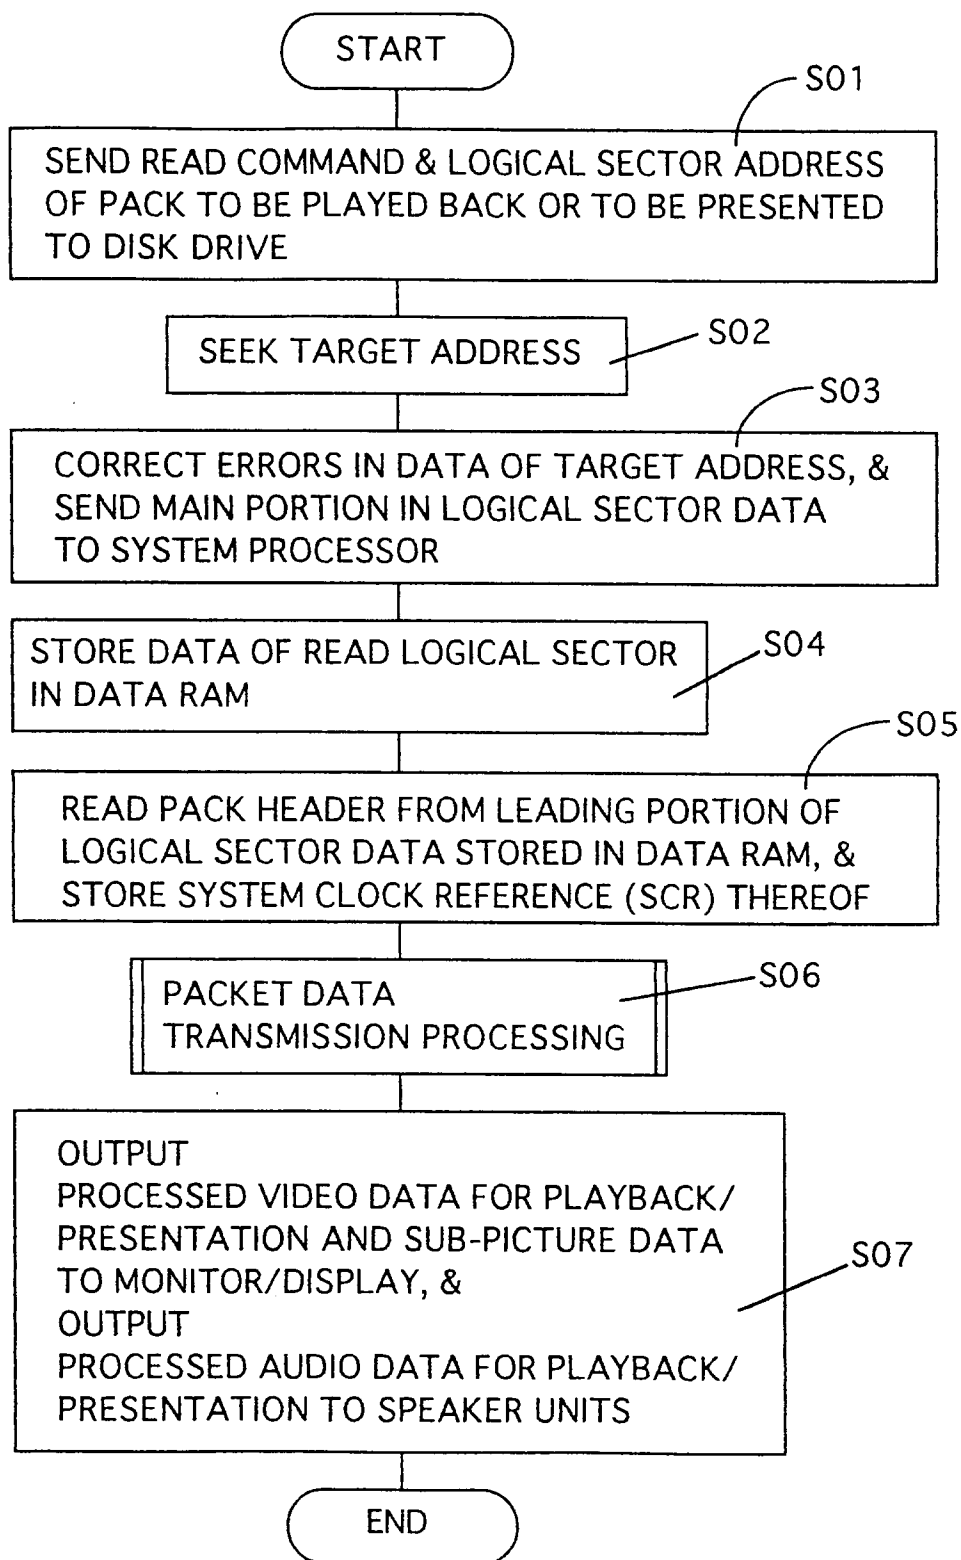 START
S01
SEND READ COMMAND & LOGICAL SECTOR ADDRESS
OF PACK TO BE PLAYED BACK OR TO BE PRESENTED
TO DISK DRIVE
S02
SEEK TARGET ADDRESS
S03
CORRECT ERRORS IN DATA OF TARGET ADDRESS, &
SEND MAIN PORTION IN LOGICAL SECTOR DATA
TO SYSTEM PROCESSOR
S04
STORE DATA OF READ LOGICAL SECTOR
IN DATA RAM
S05
READ PACK HEADER FROM LEADING PORTION OF
LOGICAL SECTOR DATA STORED IN DATA RAM, &
STORE SYSTEM CLOCK REFERENCE (SCR) THEREOF
S06
PACKET DATA
TRANSMISSION PROCESSING
OUTPUT
PROCESSED VIDEO DATA FOR PLAYBACK/
PRESENTATION AND SUB-PICTURE DATA
TO MONITOR/DISPLAY, &
S07
OUTPUT
PROCESSED AUDIO DATA FOR PLAYBACK/
PRESENTATION TO SPEAKER UNITS
END